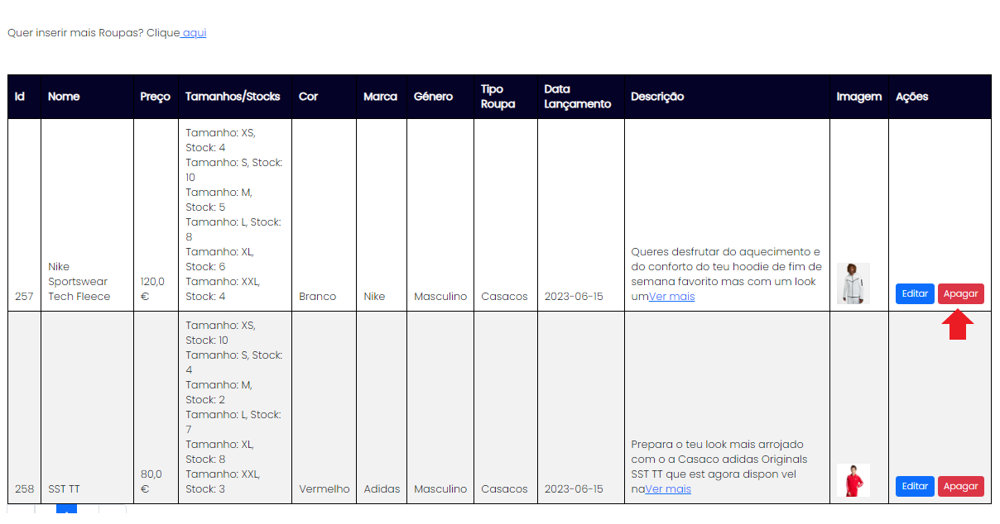 Quer inserir mais Roupas? Clique aqui
Id Nome Preço Tamanhos/Stocks Cor Marca Género Tipo Roupa Data Lançamento Descrição Imagem Ações
257
Nike
Sportswear
Tech Fleece
120,0
€
Tamanho: XS,
Stock: 4
Tamanho: S, Stock:
10
Tamanho: M,
Stock: 5
Tamanho: L, Stock:
8
Tamanho: XL,
Stock: 6
Tamanho: XXL,
Stock: 4
Branco
Nike
Masculino
Casacos
2023-06-15
Queres desfrutar do aquecimento e
do conforto do teu hoodie de fim de
semana favorito mas com um look
umVer mais
Editar Apagar
258
SST TT
80,0
€
Tamanho: XS,
Stock: 10
Tamanho: S, Stock:
4
Tamanho: M,
Stock: 2
Tamanho: L, Stock:
7
Tamanho: XL,
Stock: 8
Tamanho: XXL,
Stock: 3
Vermelho
Adidas
Masculino
Casacos
2023-06-15
Prepara o teu look mais arrojado
com o a Casaco adidas Originals
SST TT que est agora dispon vel
naVer mais
Editar Apagar